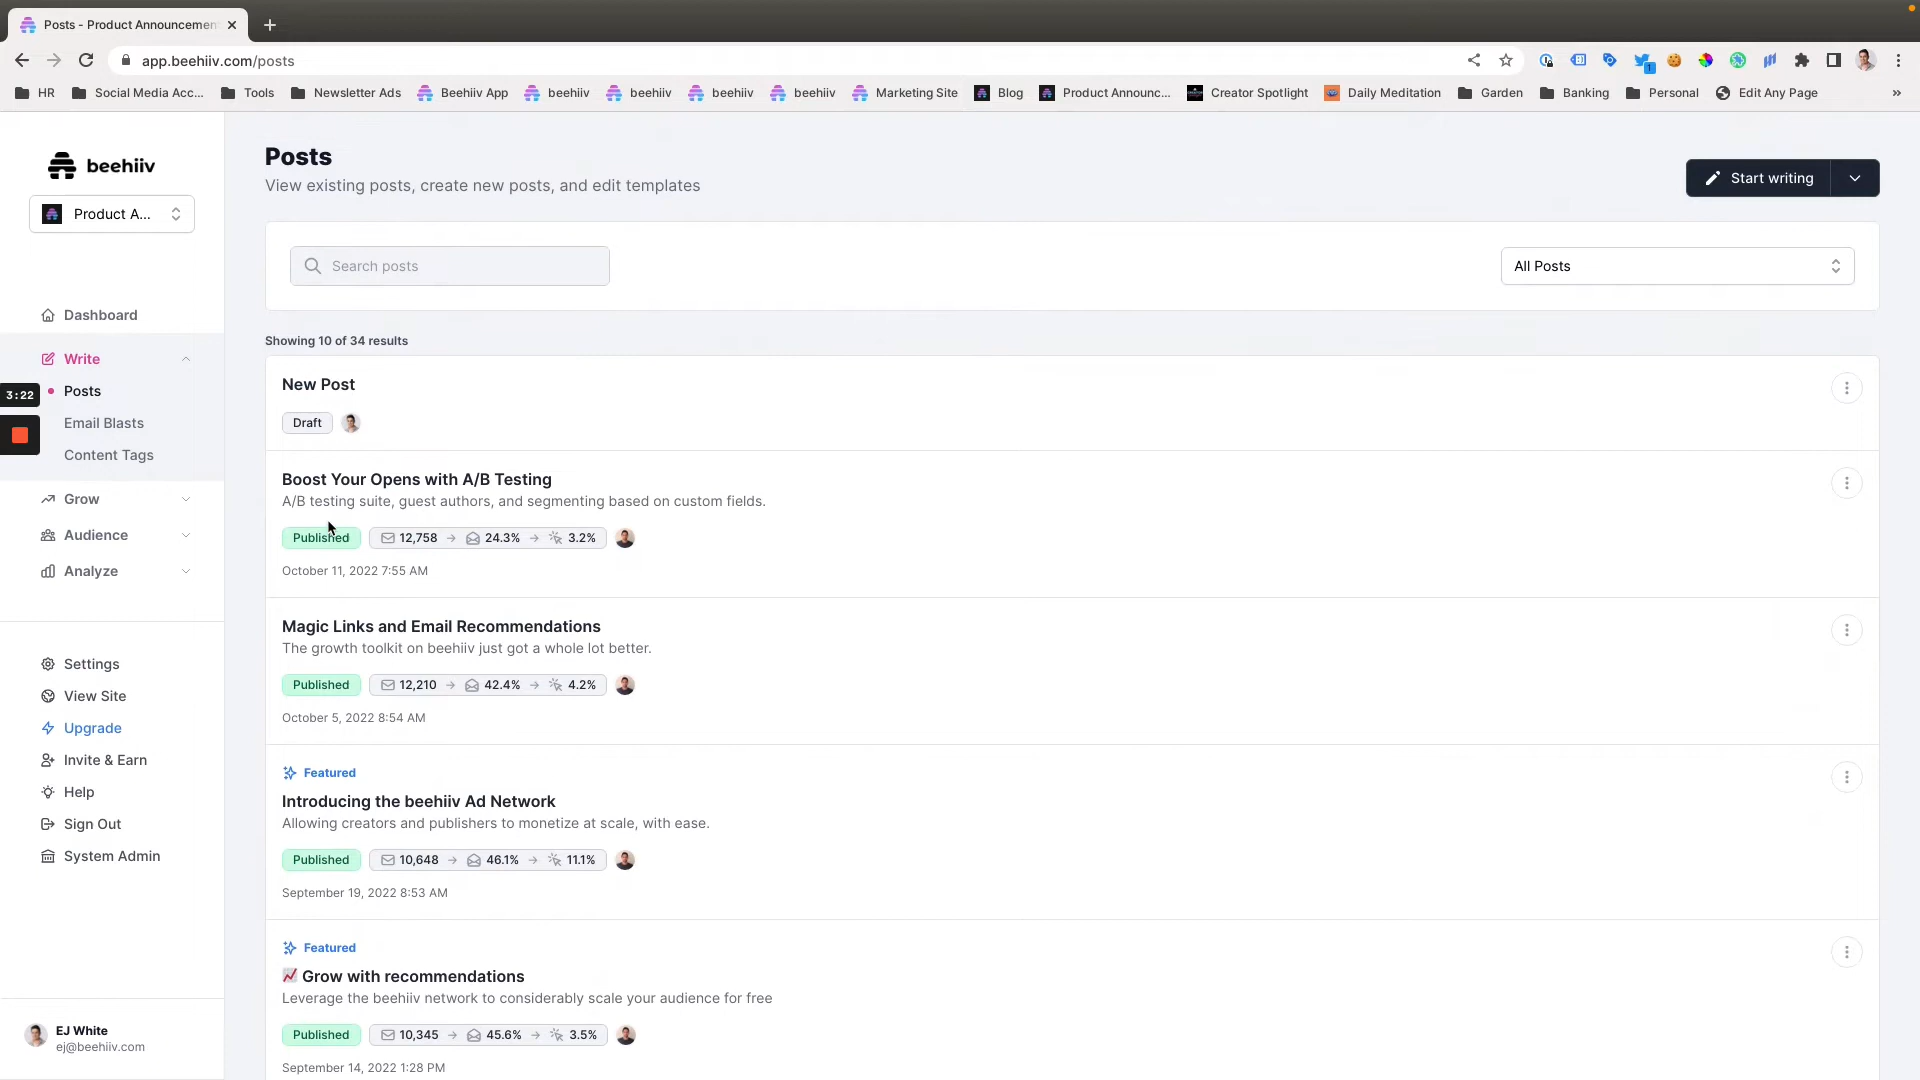 Posts - Product Announcemen
app.beehiiv.com/posts
1
HR
Social Media Acc...
Tools
Newsletter Ads
Beehiiv App
beehiiv
beehiiv
beehiiv
beehiiv
Marketing Site
Blog
Product Announc...
Creator Spotlight
Daily Meditation
Garden
Banking
Personal
Edit Any Page
»
beehiiv
Product A...
Dashboard
Write
Posts
3:22
Email Blasts
Content Tags
Grow
Audience
Analyze
Settings
View Site
Upgrade
Invite & Earn
Help
Sign Out
System Admin
EJ White
ej@beehiiv.com
Posts
View existing posts, create new posts, and edit templates
Start writing
Search posts
All Posts
Showing 10 of 34 results
New Post
Draft
Boost Your Opens with A/B Testing
A/B testing suite, guest authors, and segmenting based on custom fields.
Published 12,758 → 24.3% → 3.2%
October 11, 2022 7:55 AM
Magic Links and Email Recommendations
The growth toolkit on beehiiv just got a whole lot better.
Published 12,210 → 42.4% → 4.2%
October 5, 2022 8:54 AM
Featured
Introducing the beehiiv Ad Network
Allowing creators and publishers to monetize at scale, with ease.
Published 10,648 → 46.1% → 11.1%
September 19, 2022 8:53 AM
Featured
📈 Grow with recommendations
Leverage the beehiiv network to considerably scale your audience for free
Published 10,345 → 45.6% → 3.5%
September 14, 2022 1:28 PM